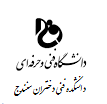 دانشگاه فنی و حرفه ای
دانشکده فنی دختران سنندج